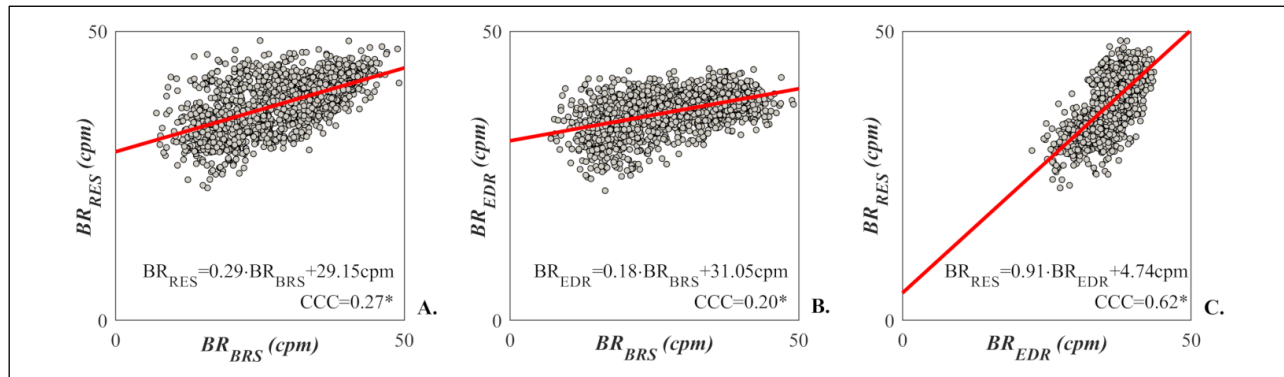 50
BR_RES (cpm)
BR_RES=0.29·BR_BRS+29.15cpm
CCC=0.27*
0
0
50
BR_BRS (cpm)
A.
50
BR_EDR (cpm)
BR_EDR=0.18·BR_BRS+31.05cpm
CCC=0.20*
0
0
50
BR_BRS (cpm)
B.
50
BR_RES (cpm)
BR_RES=0.91·BR_EDR+4.74cpm
CCC=0.62*
0
0
50
BR_EDR (cpm)
C.